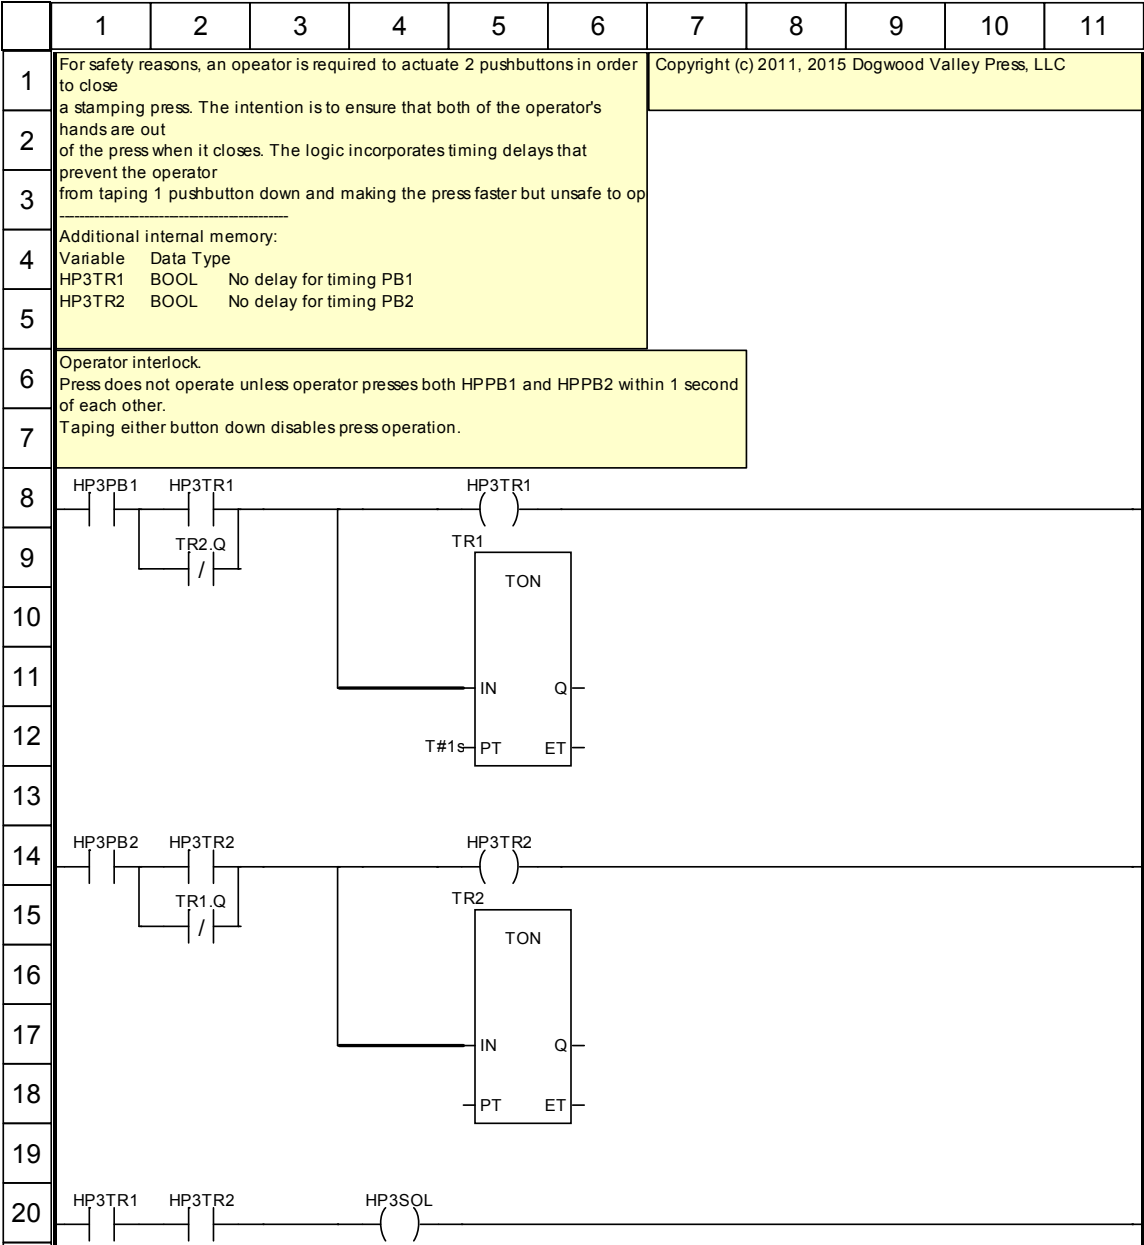 1 2 3 4 5 6 7 8 9 10 11
1
2
3
4
5
6
7
8
9
10
11
12
13
14
15
16
17
18
19
20
For safety reasons, an opeator is required to actuate 2 pushbuttons in order
to close
a stamping press. The intention is to ensure that both of the operator's
hands are out
of the press when it closes. The logic incorporates timing delays that
prevent the operator
from taping 1 pushbutton down and making the press faster but unsafe to op
----------------------------------------------
Additional internal memory:
Variable Data Type
HP3TR1 BOOL No delay for timing PB1
HP3TR2 BOOL No delay for timing PB2
Copyright (c) 2011, 2015 Dogwood Valley Press, LLC
Operator interlock.
Press does not operate unless operator presses both HPPB1 and HPPB2 within 1 second
of each other.
Taping either button down disables press operation.
HP3PB1 HP3TR1 HP3TR1
TR2.Q TR1
/
TON
IN Q
T#1s PT ET
HP3PB2 HP3TR2 HP3TR2
TR1.Q TR2
/
TON
IN Q
PT ET
HP3TR1 HP3TR2 HP3SOL